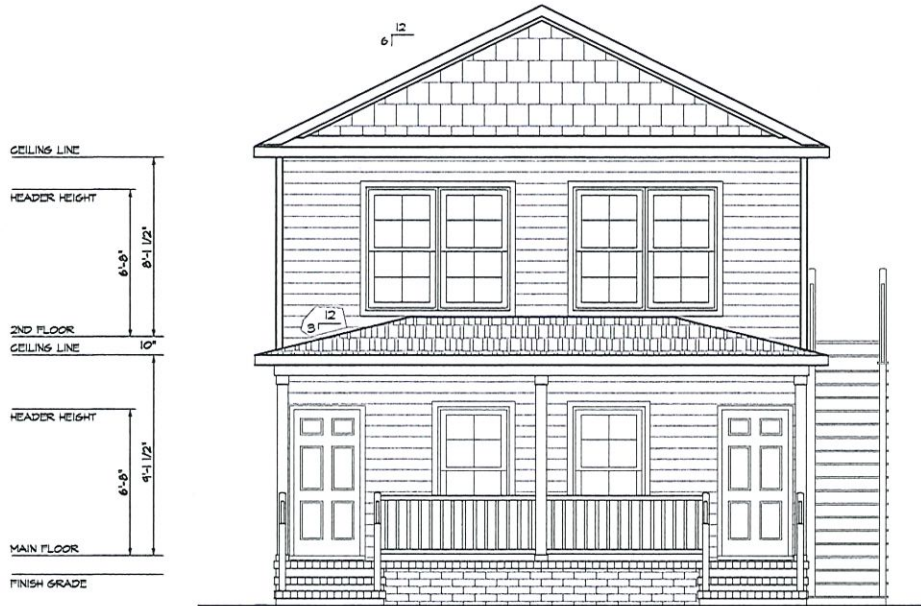 12
6
CEILING LINE
HEADER HEIGHT
6'-8"
8'-1 1/2"
12
3
2ND FLOOR
CEILING LINE
10"
HEADER HEIGHT
6'-8"
9'-1 1/2"
MAIN FLOOR
FINISH GRADE